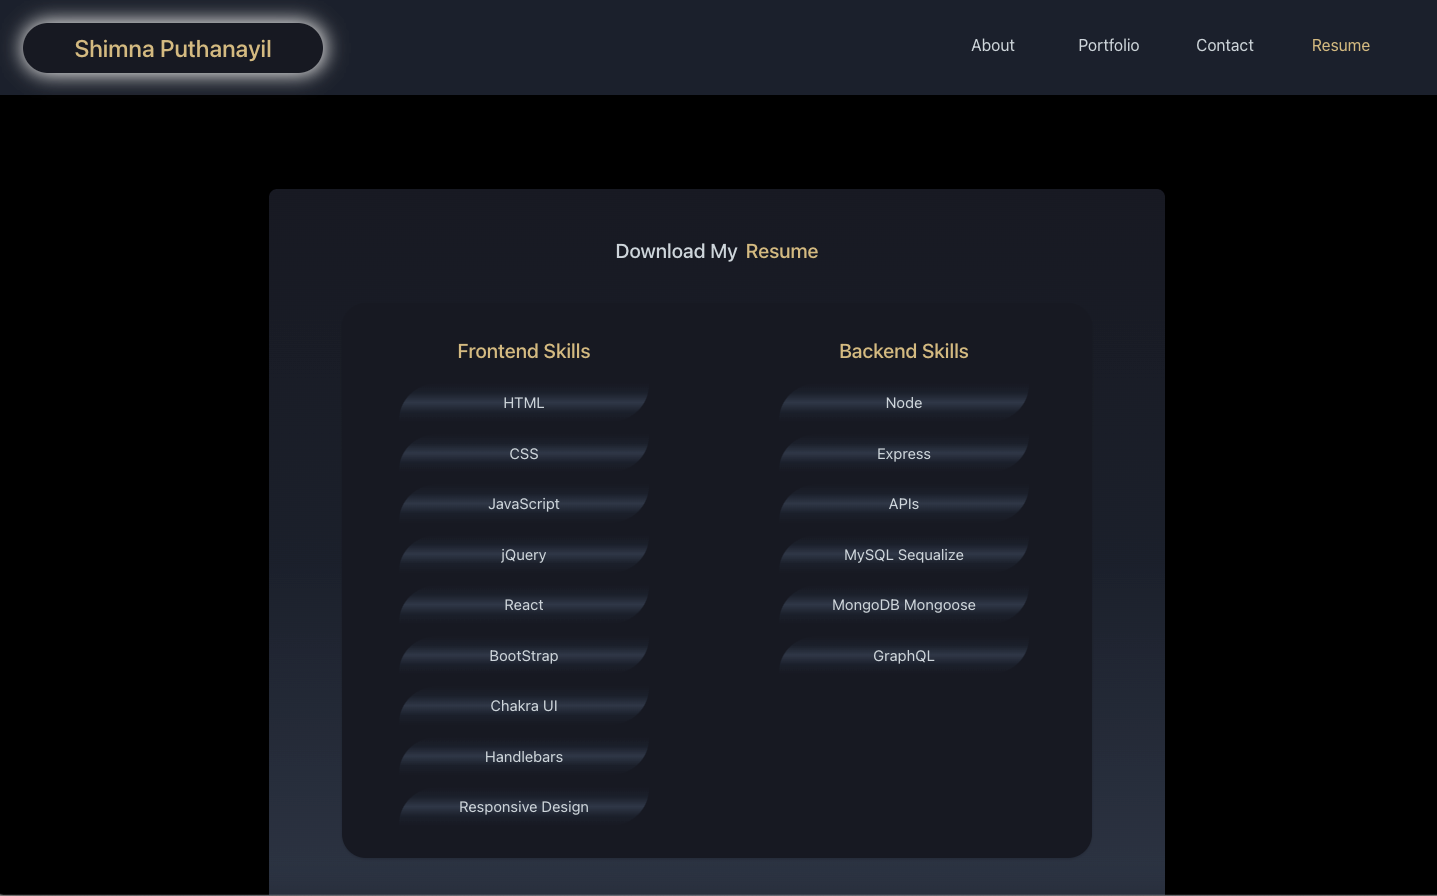 Shimna Puthanayil
About Portfolio Contact Resume
Download My Resume
Frontend Skills
HTML
CSS
JavaScript
jQuery
React
BootStrap
Chakra UI
Handlebars
Responsive Design
Backend Skills
Node
Express
APIs
MySQL Sequalize
MongoDB Mongoose
GraphQL